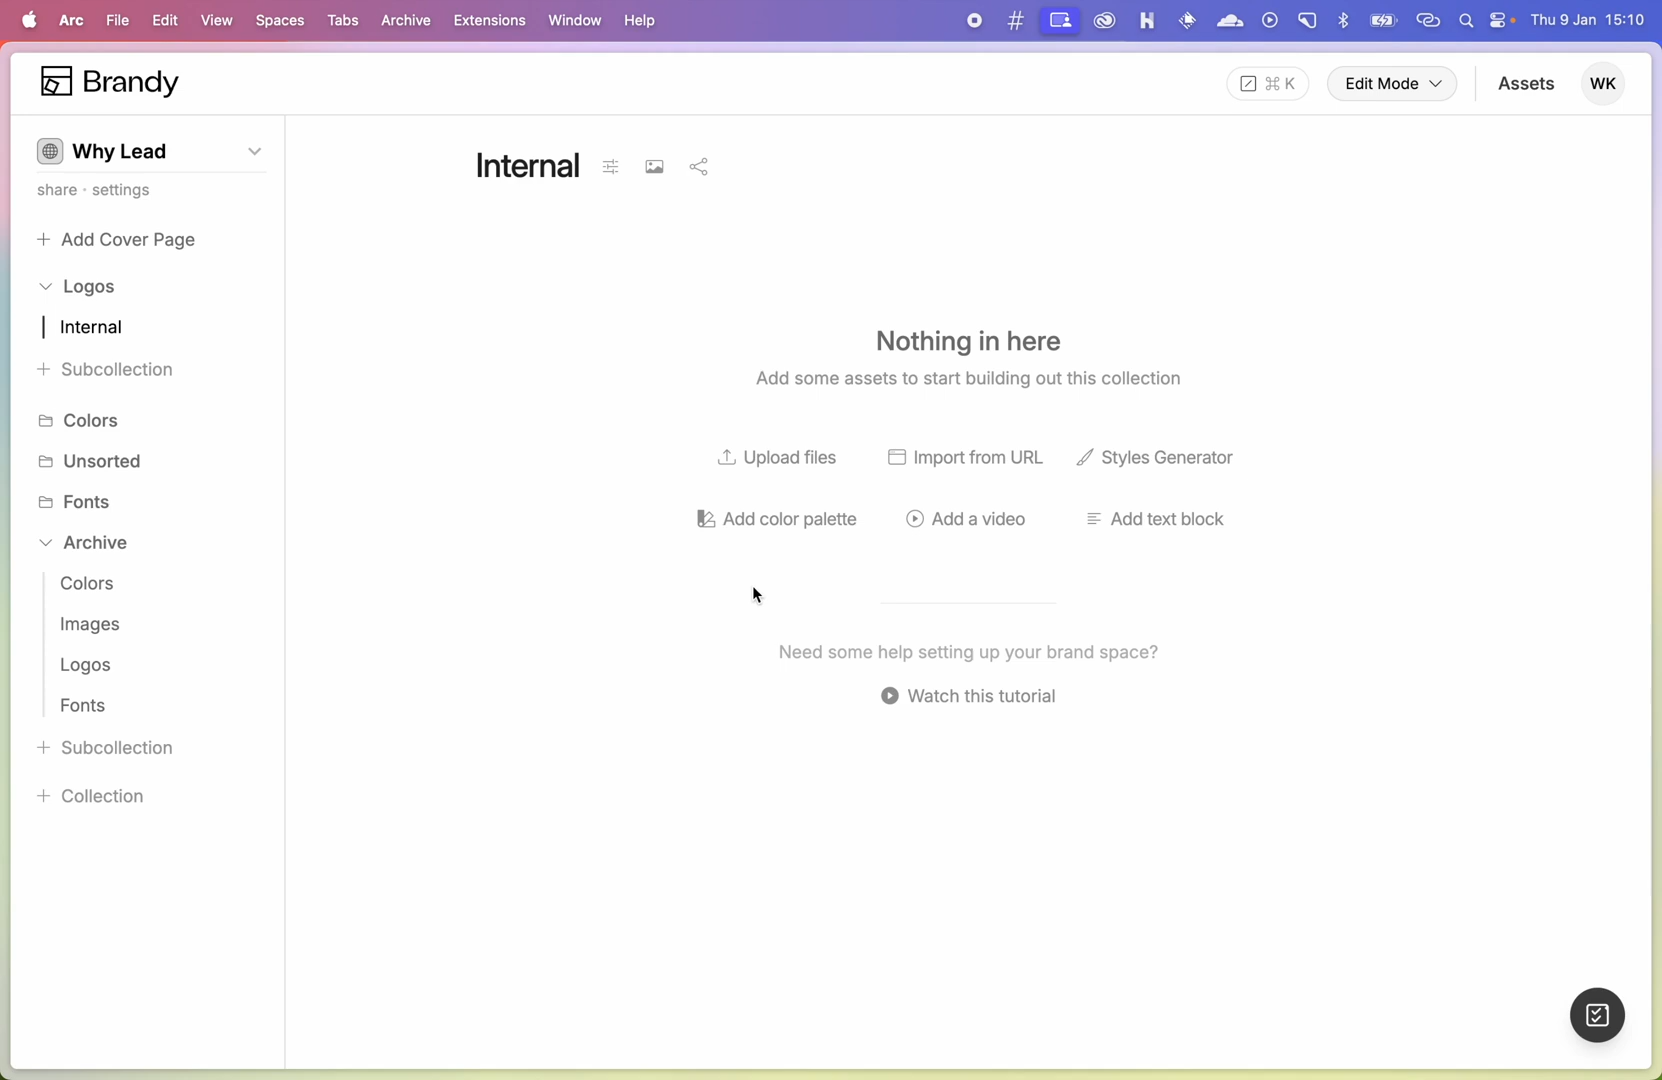 Arc File Edit View Spaces Tabs Archive Extensions Window Help # H Thu 9 Jan 15:10
Brandy
⌘ K
Edit Mode
Assets
WK
Why Lead
share · settings
+ Add Cover Page
Logos
Internal
+ Subcollection
Colors
Unsorted
Fonts
Archive
Colors
Images
Logos
Fonts
+ Subcollection
+ Collection
Internal
Nothing in here
Add some assets to start building out this collection
Upload files
Import from URL
Styles Generator
Add color palette
Add a video
Add text block
Need some help setting up your brand space?
Watch this tutorial